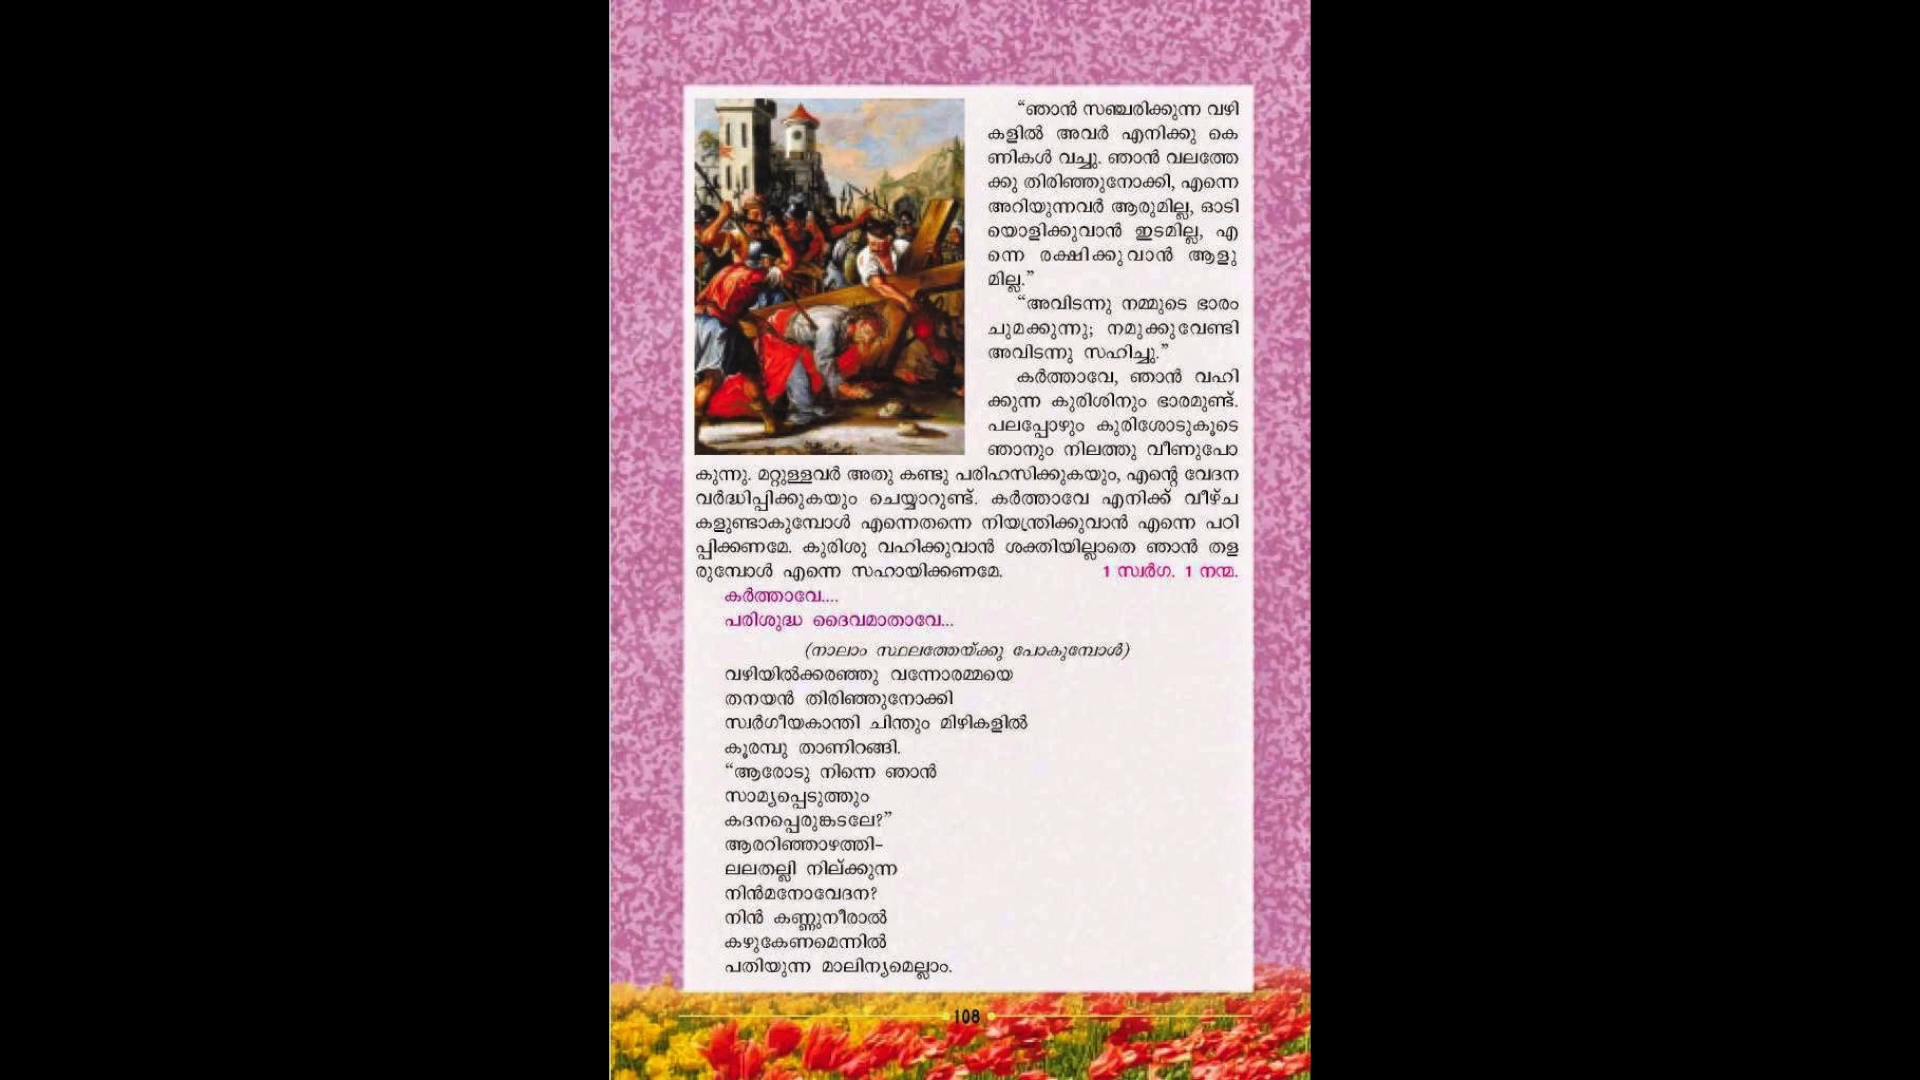 “ഞാൻ സഞ്ചരിക്കുന്ന വഴി
കളിൽ അവർ എനിക്കു കെ
ണികൾ വച്ചു. ഞാൻ വലത്തേ
ക്കു തിരിഞ്ഞുനോക്കി, എന്നെ
അറിയുന്നവർ ആരുമില്ല, ഓടി
യൊളിക്കുവാൻ ഇടമില്ല, എ
ന്നെ രക്ഷിക്കുവാൻ ആളു
മില്ല.”
“അവിടന്നു നമ്മുടെ ഭാരം
ചുമക്കുന്നു; നമുക്കുവേണ്ടി
അവിടന്നു സഹിച്ചു.”
കർത്താവേ, ഞാൻ വഹി
ക്കുന്ന കുരിശിനും ഭാരമുണ്ട്.
പലപ്പോഴും കുരിശോടുകൂടെ
ഞാനും നിലത്തു വീണുപോ
കുന്നു. മറ്റുള്ളവർ അതു കണ്ടു പരിഹസിക്കുകയും, എന്റെ വേദന
വർദ്ധിപ്പിക്കുകയും ചെയ്യാറുണ്ട്. കർത്താവേ എനിക്ക് വീഴ്ച
കളുണ്ടാകുമ്പോൾ എന്നെതന്നെ നിയന്ത്രിക്കുവാൻ എന്നെ പഠി
പ്പിക്കണമേ. കുരിശു വഹിക്കുവാൻ ശക്തിയില്ലാതെ ഞാൻ തള
രുമ്പോൾ എന്നെ സഹായിക്കണമേ. 1 സ്വർഗ. 1 നന്മ.
കർത്താവേ....
പരിശുദ്ധ ദൈവമാതാവേ...
(നാലാം സ്ഥലത്തേയ്ക്കു പോകുമ്പോൾ)
വഴിയിൽക്കരഞ്ഞു വന്നോരമ്മയെ
തനയൻ തിരിഞ്ഞുനോക്കി
സ്വർഗീയകാന്തി ചിന്തും മിഴികളിൽ
കൂരമ്പു താണിറങ്ങി.
“ആരോടു നിന്നെ ഞാൻ
സാമ്യപ്പെടുത്തും
കദനപ്പെരുങ്കടലേ?”
ആരറിഞ്ഞാഴത്തി-
ലലതല്ലി നില്ക്കുന്ന
നിൻമനോവേദന?
നിൻ കണ്ണുനീരാൽ
കഴുകേണമെന്നിൽ
പതിയുന്ന മാലിന്യമെല്ലാം.
108